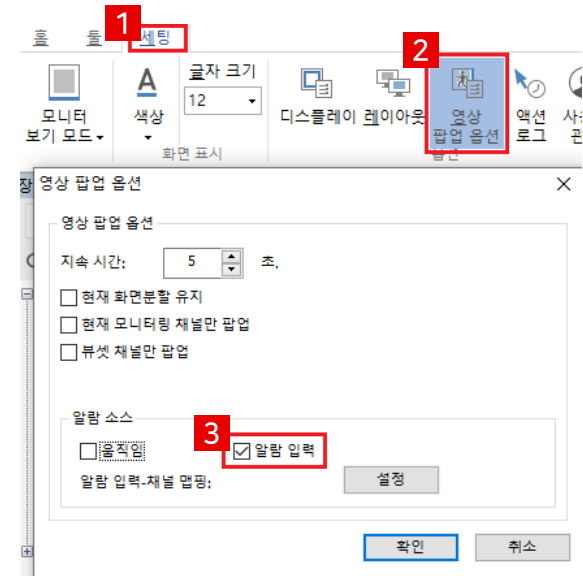 1
홈 툴 세팅
2
모니터
보기 모드
색상
글자 크기
12
화면 표시
디스플레이
레이아웃
영상
팝업 옵션
액션
로그
옵션
영상 팝업 옵션
영상 팝업 옵션
지속 시간: 5 초.
현재 화면분할 유지
현재 모니터링 채널만 팝업
뷰셋 채널만 팝업
알람 소스
3
움직임 알람 입력
알람 입력-채널 맵핑: 설정
확인 취소